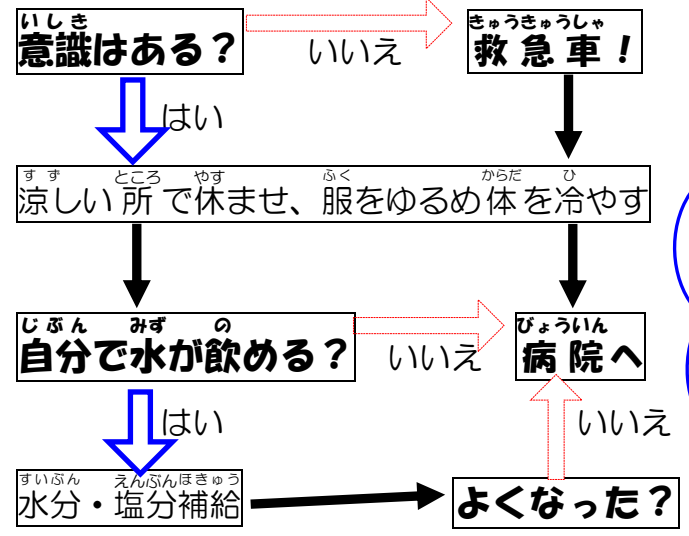 いしき
意識はある?
いいえ
きゅうきゅうしゃ
救急車!
はい
すず ところ やす ふく からだ ひ
涼しい所で休ませ、服をゆるめ体を冷やす
じぶん みず の
自分で水が飲める?
いいえ
びょういん
病院へ
はい
いいえ
すいぶん えんぶんほきゅう
水分・塩分補給
よくなった?